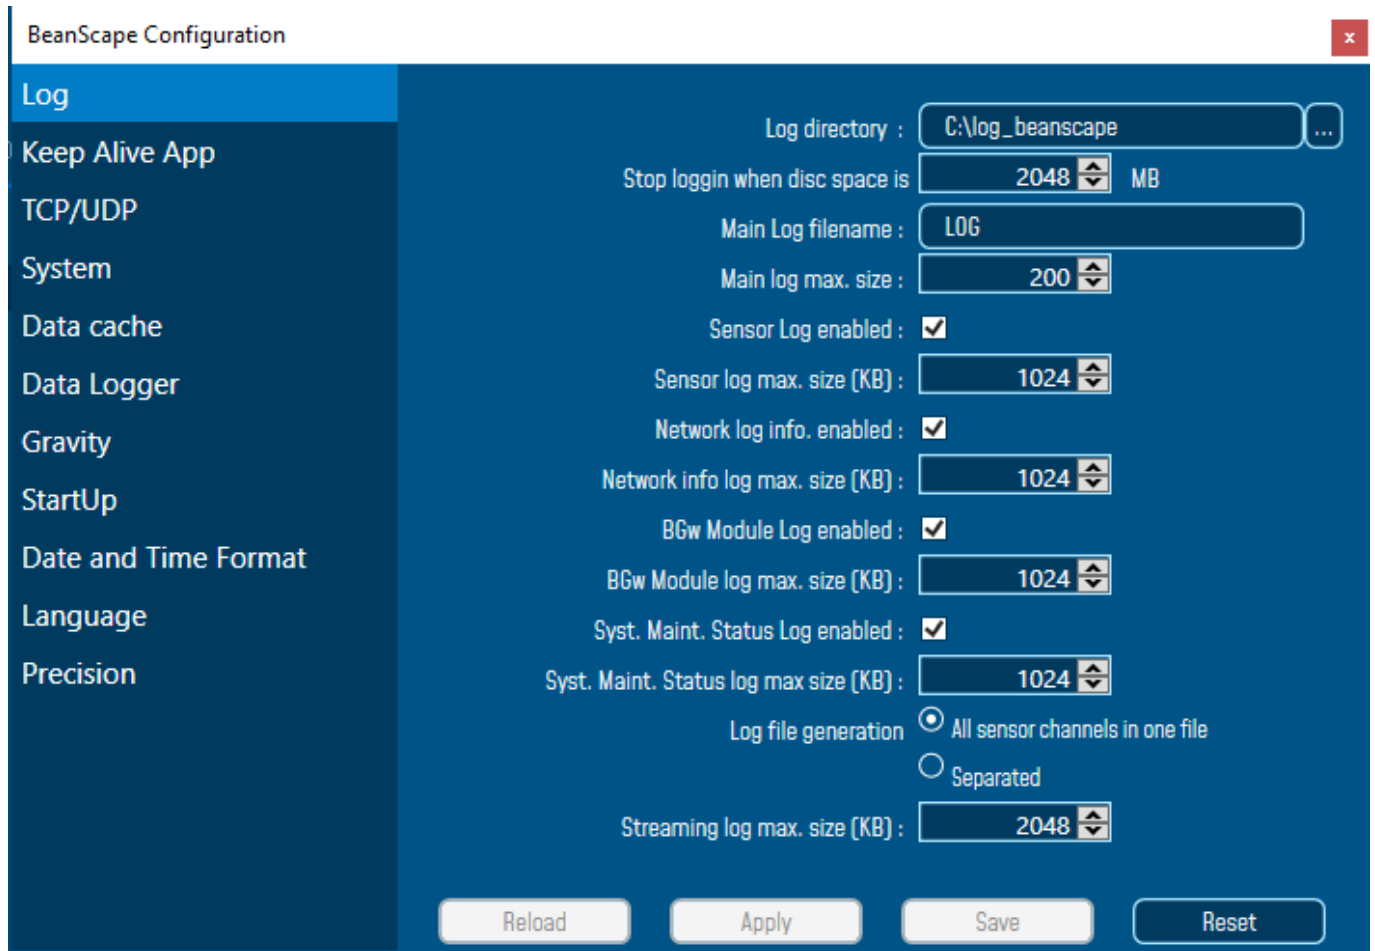 BeanScape Configuration
x
Log
Keep Alive App
TCP/UDP
System
Data cache
Data Logger
Gravity
StartUp
Date and Time Format
Language
Precision
Log directory : C:\log_beanscape ...
Stop loggin when disc space is 2048 MB
Main Log filename : LOG
Main log max. size : 200
Sensor Log enabled :
Sensor log max. size (KB) : 1024
Network log info. enabled :
Network info log max. size (KB) : 1024
BGw Module Log enabled :
BGw Module log max. size (KB) : 1024
Syst. Maint. Status Log enabled :
Syst. Maint. Status log max size (KB) : 1024
Log file generation All sensor channels in one file
Separated
Streaming log max. size (KB) : 2048
Reload Apply Save Reset